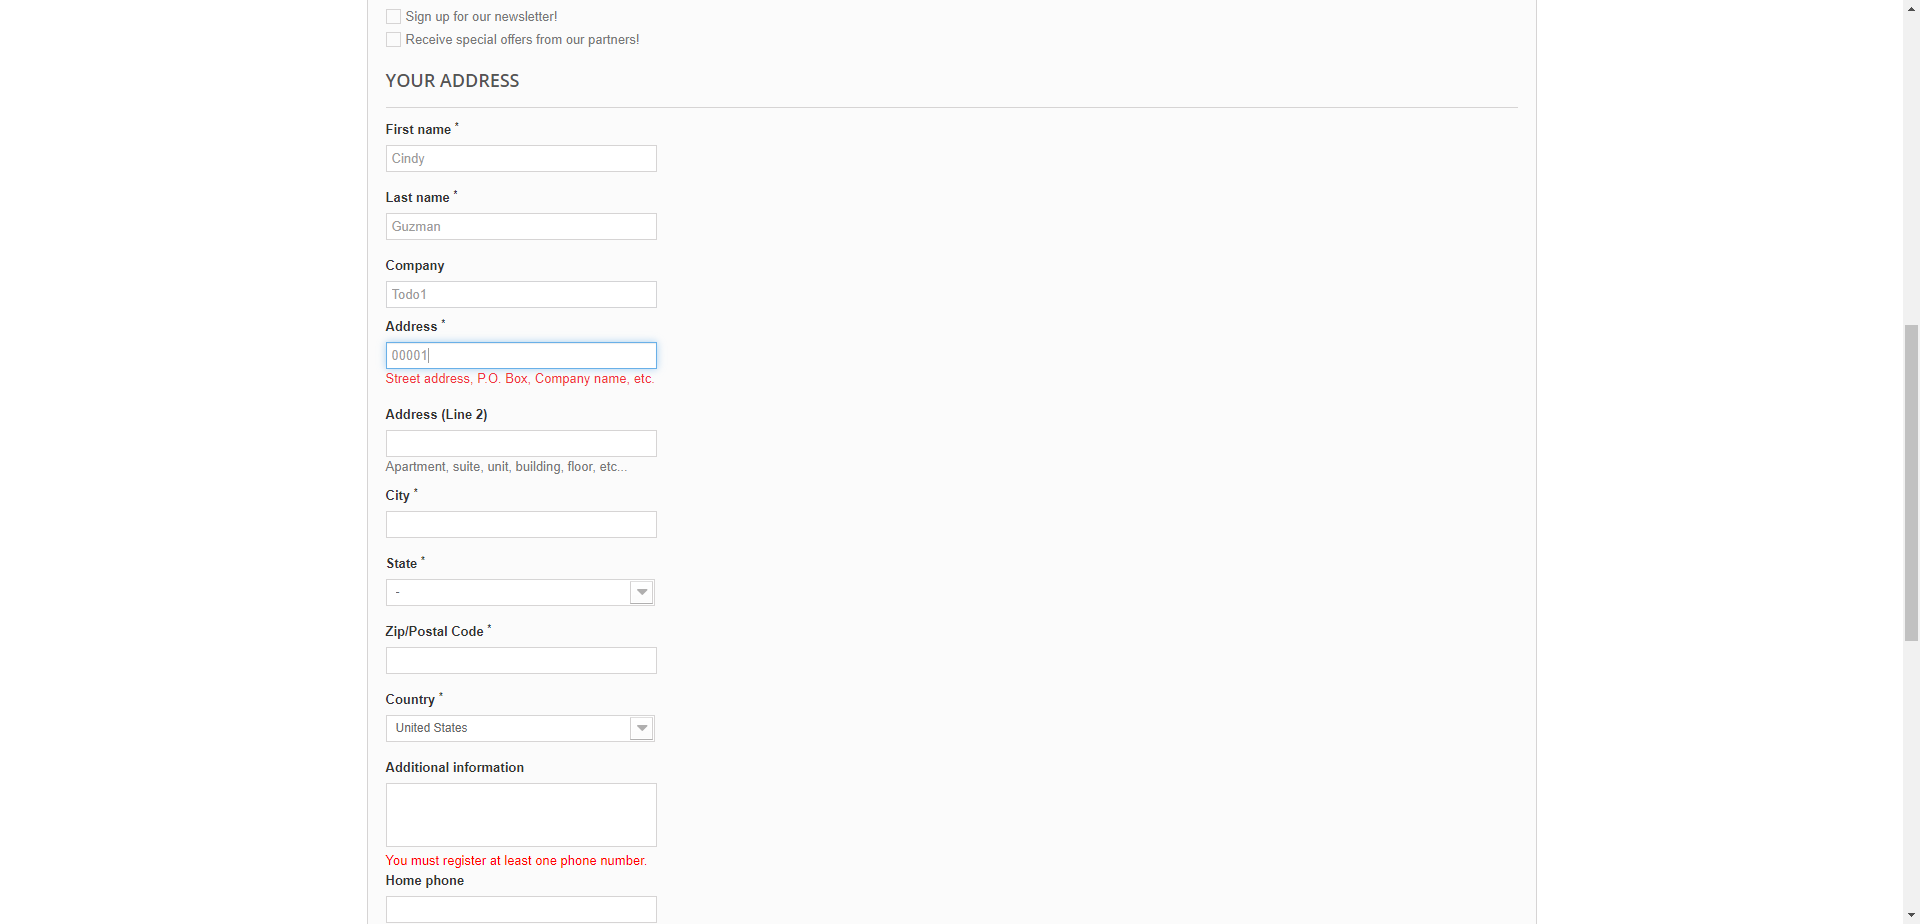 Sign up for our newsletter!
Receive special offers from our partners!
YOUR ADDRESS
First name *
Cindy
Last name *
Guzman
Company
Todo1
Address *
00001
Street address, P.O. Box, Company name, etc.
Address (Line 2)
Apartment, suite, unit, building, floor, etc...
City *
State *
-
Zip/Postal Code *
Country *
United States
Additional information
You must register at least one phone number.
Home phone